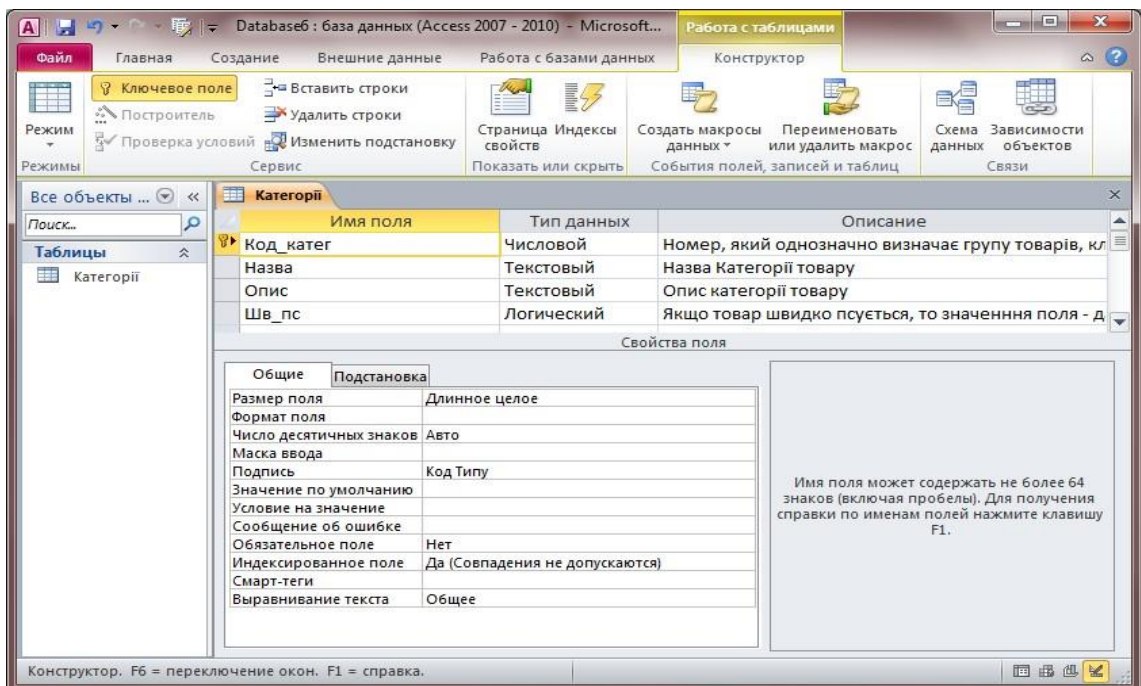 Database6 : база данных (Access 2007 - 2010) - Microsoft...
Работа с таблицами
Файл Главная Создание Внешние данные Работа с базами данных Конструктор
Режим
Режимы
Ключевое поле
Построитель
Проверка условий
Вставить строки
Удалить строки
Изменить подстановку
Сервис
Страница свойств
Индексы
Показать или скрыть
Создать макросы данных
Переименовать или удалить макрос
События полей, записей и таблиц
Схема данных
Зависимости объектов
Связи
Все объекты ... «
Поиск...
Таблицы
Категорії
Категорії
Имя поля Тип данных Описание
Код_катег Числовой Номер, який однозначно визначає групу товарів, кл
Назва Текстовый Назва Категорії товару
Опис Текстовый Опис категорії товару
Шв_пс Логический Якщо товар швидко псується, то значенння поля - д
Свойства поля
Общие Подстановка
Размер поля Длинное целое
Формат поля
Число десятичных знаков Авто
Маска ввода
Подпись Код Типу
Значение по умолчанию
Условие на значение
Сообщение об ошибке
Обязательное поле Нет
Индексированное поле Да (Совпадения не допускаются)
Смарт-теги
Выравнивание текста Общее
Имя поля может содержать не более 64
знаков (включая пробелы). Для получения
справки по именам полей нажмите клавишу
F1.
Конструктор. F6 = переключение окон. F1 = справка.